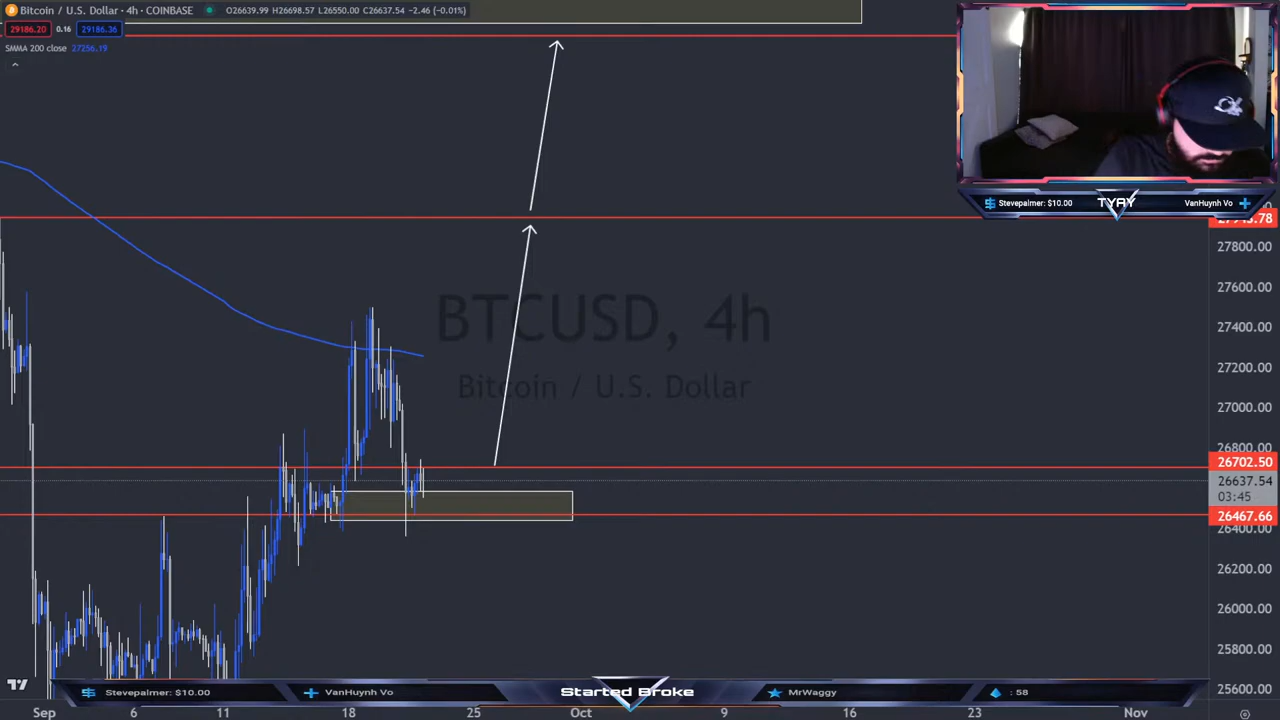 Bitcoin / U.S. Dollar · 4h · COINBASE O26639.99 H26698.57 L26550.00 C26637.54 −2.46 (−0.01%)
29186.20 0.16 29186.36
SMMA 200 close 27256.19
Stevepalmer: $10.00 TYAY VanHuynh Vo
27800.00
27600.00
27400.00
27200.00
27000.00
26800.00
26702.50
26637.54
03:45
26467.66
26400.00
26200.00
26000.00
25800.00
25600.00
BTCUSD, 4h
Bitcoin / U.S. Dollar
Stevepalmer: $10.00 VanHuynh Vo Started Broke MrWaggy : 58
Sep 6 11 18 25 Oct 9 16 23 Nov